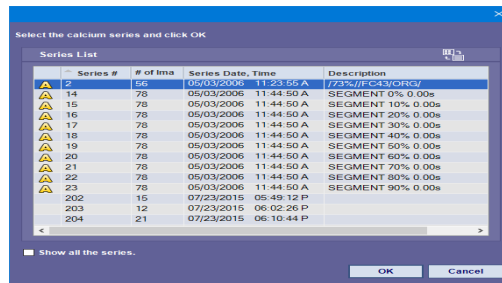 Select the calcium series and click OK
Series List
Series # # of Ima Series Date, Time Description
2 56 05/03/2006 11:23:55 A /73%//FC43/ORG/
14 78 05/03/2006 11:44:50 A SEGMENT 0% 0.00s
15 78 05/03/2006 11:44:50 A SEGMENT 10% 0.00s
16 78 05/03/2006 11:44:50 A SEGMENT 20% 0.00s
17 78 05/03/2006 11:44:50 A SEGMENT 30% 0.00s
18 78 05/03/2006 11:44:50 A SEGMENT 40% 0.00s
19 78 05/03/2006 11:44:50 A SEGMENT 50% 0.00s
20 78 05/03/2006 11:44:50 A SEGMENT 60% 0.00s
21 78 05/03/2006 11:44:50 A SEGMENT 70% 0.00s
22 78 05/03/2006 11:44:50 A SEGMENT 80% 0.00s
23 78 05/03/2006 11:44:50 A SEGMENT 90% 0.00s
202 15 07/23/2015 05:49:12 P
203 12 07/23/2015 06:02:26 P
204 21 07/23/2015 06:10:44 P
Show all the series.
OK Cancel